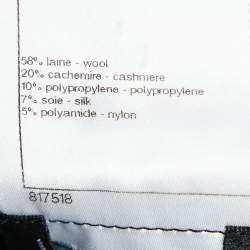 58% laine - wool
20% cachemire - cashmere
10% polypropylene - polypropylene
7% soie - silk
5% polyamide - nylon
817518